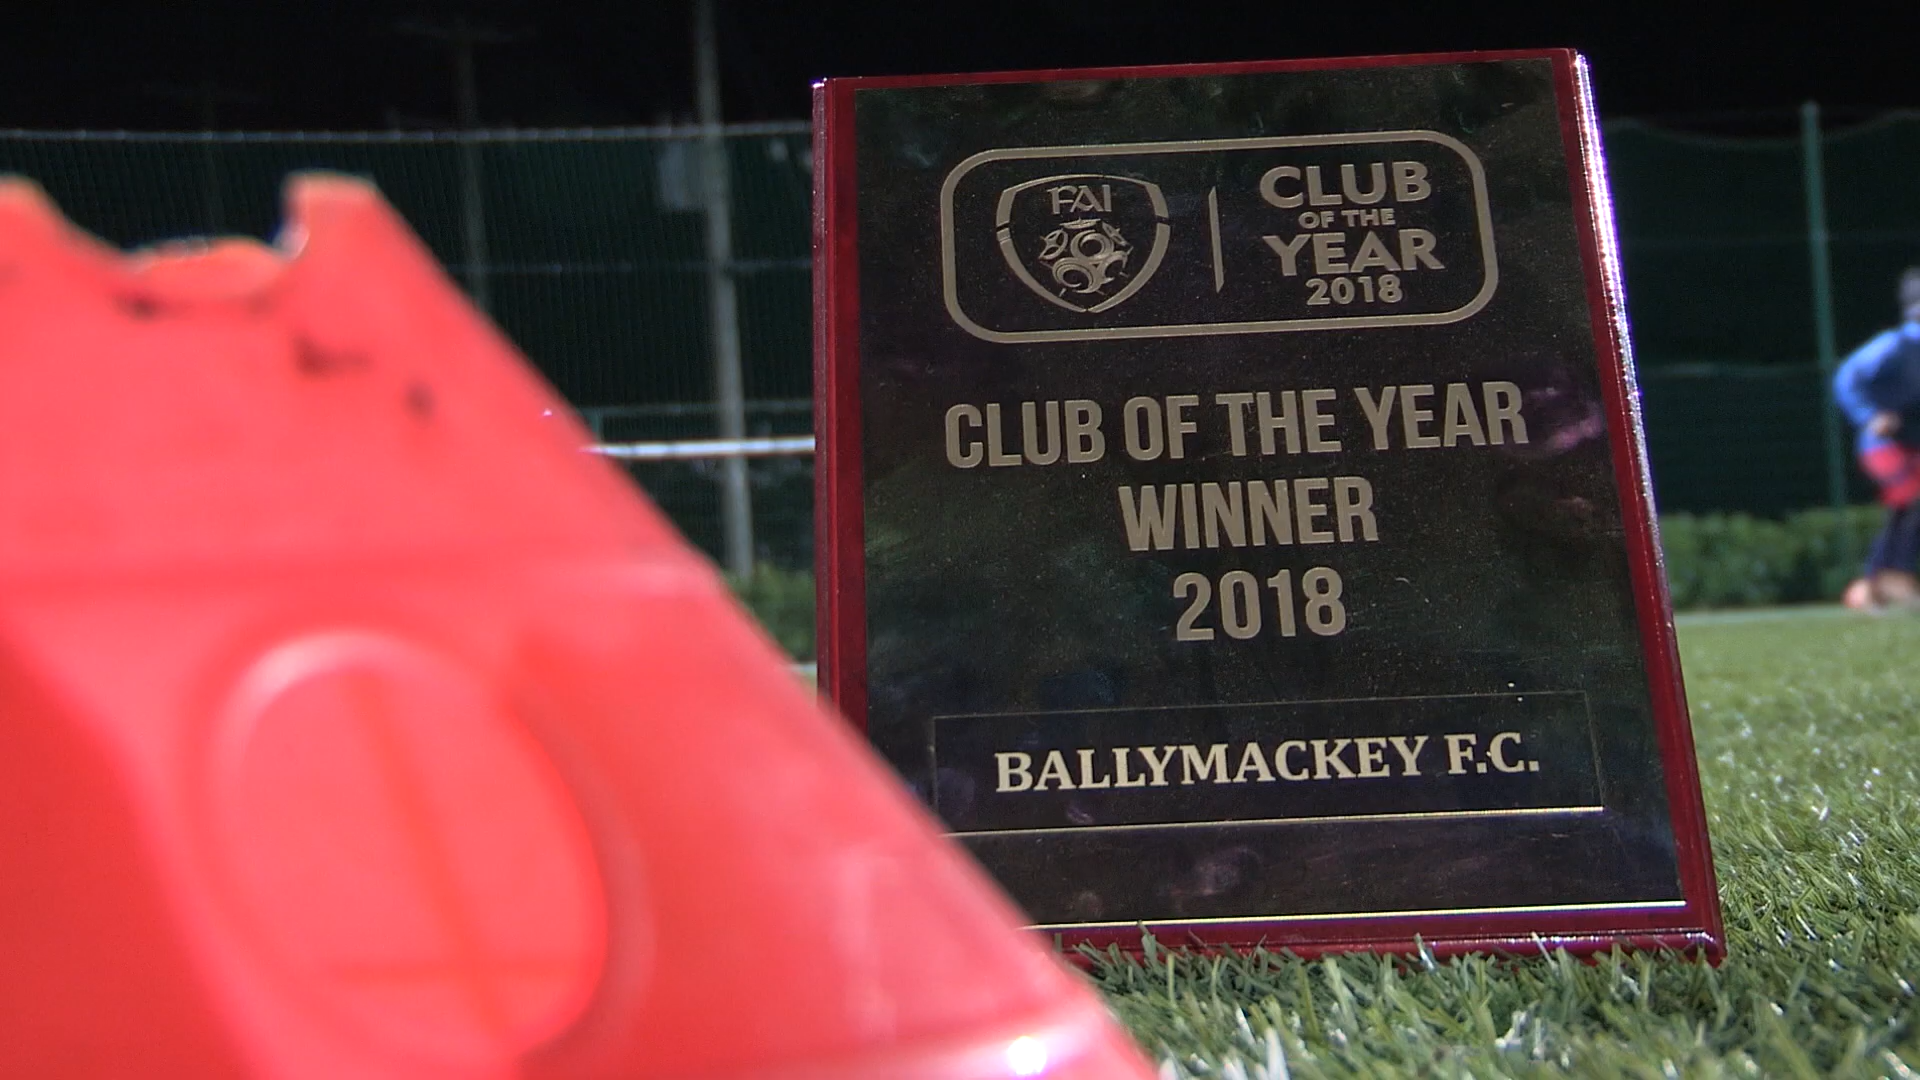 FAI
CLUB
OF THE
YEAR
2018
CLUB OF THE YEAR
WINNER
2018
BALLYMACKEY F.C.